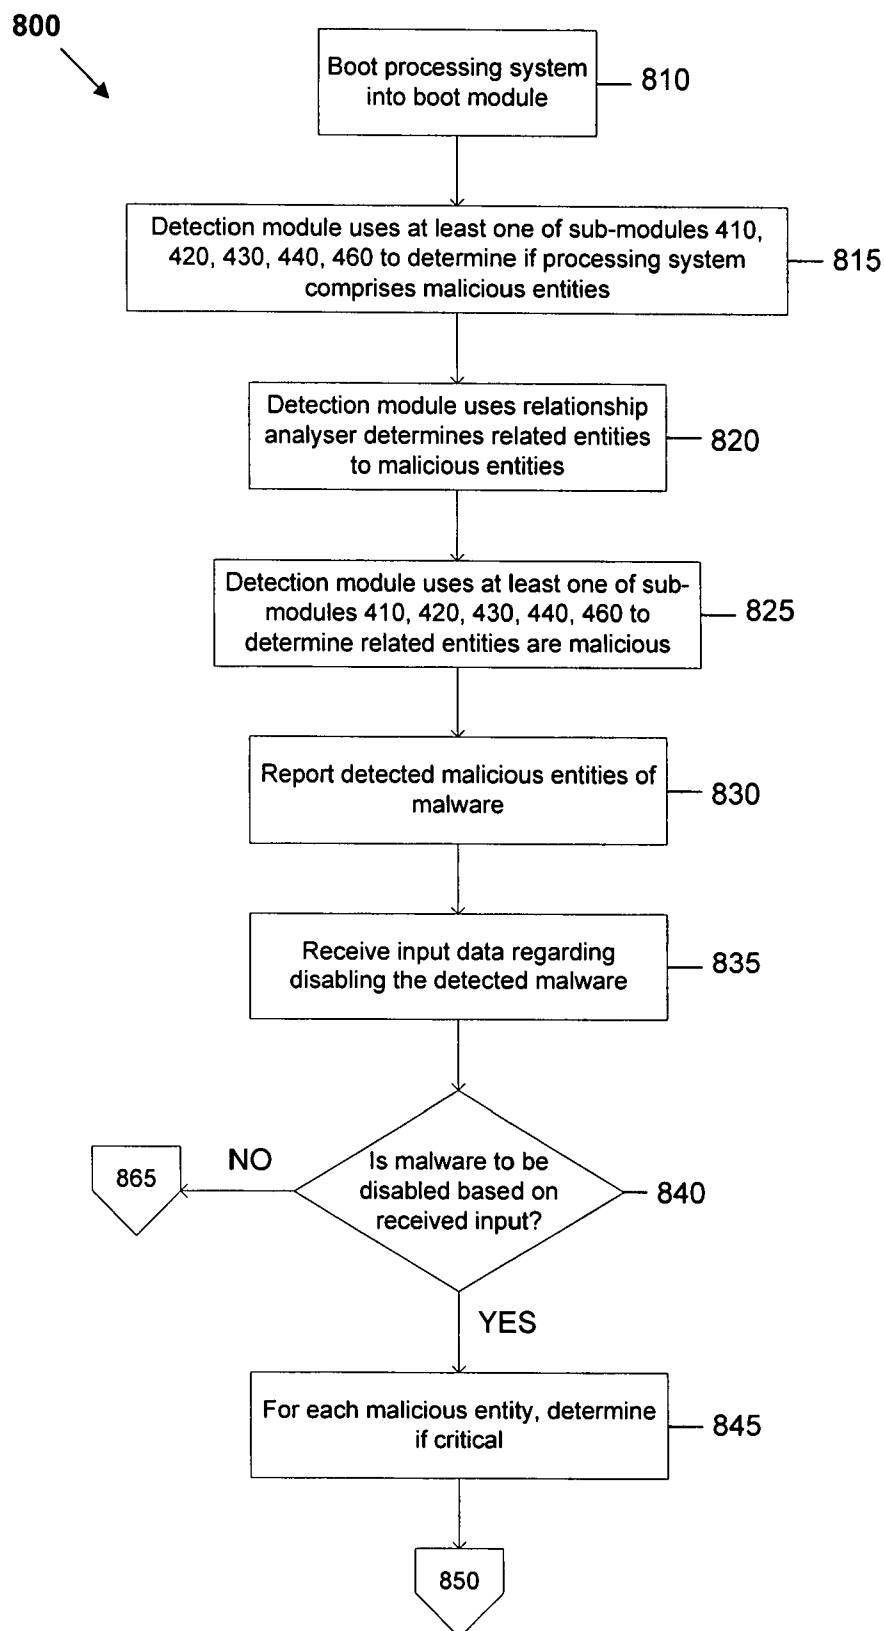 800
Boot processing system
into boot module
810
Detection module uses at least one of sub-modules 410,
420, 430, 440, 460 to determine if processing system
comprises malicious entities
815
Detection module uses relationship
analyser determines related entities
to malicious entities
820
Detection module uses at least one of sub-
modules 410, 420, 430, 440, 460 to
determine related entities are malicious
825
Report detected malicious entities of
malware
830
Receive input data regarding
disabling the detected malware
835
Is malware to be
disabled based on
received input?
840
NO
865
YES
For each malicious entity, determine
if critical
845
850